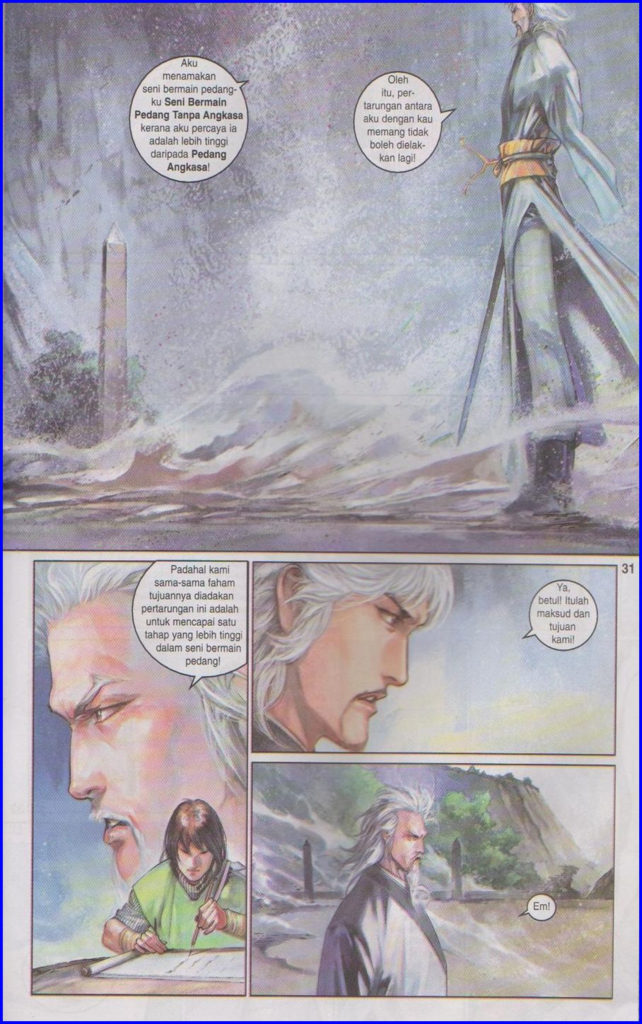 Aku
menamakan
seni bermain pedang-
ku Seni Bermain
Pedang Tanpa Angkasa
kerana aku percaya ia
adalah lebih tinggi
daripada Pedang
Angkasa!
Oleh
itu, per-
tarungan antara
aku dengan kau
memang tidak
boleh dielak-
kan lagi!
31
Padahal kami
sama-sama faham
tujuannya diadakan
pertarungan ini adalah
untuk mencapai satu
tahap yang lebih tinggi
dalam seni bermain
pedang!
Ya,
betul! Itulah
maksud dan
tujuan
kami!
Em!